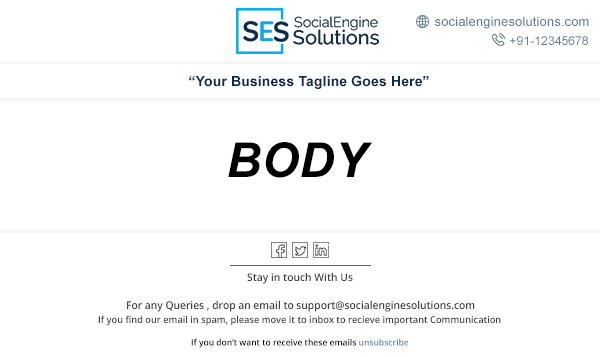 SES SocialEngine
Solutions
socialenginesolutions.com
+91-12345678
“Your Business Tagline Goes Here”
BODY
Stay in touch With Us
For any Queries , drop an email to support@socialenginesolutions.com
If you find our email in spam, please move it to inbox to recieve important Communication
If you don’t want to receive these emails unsubscribe